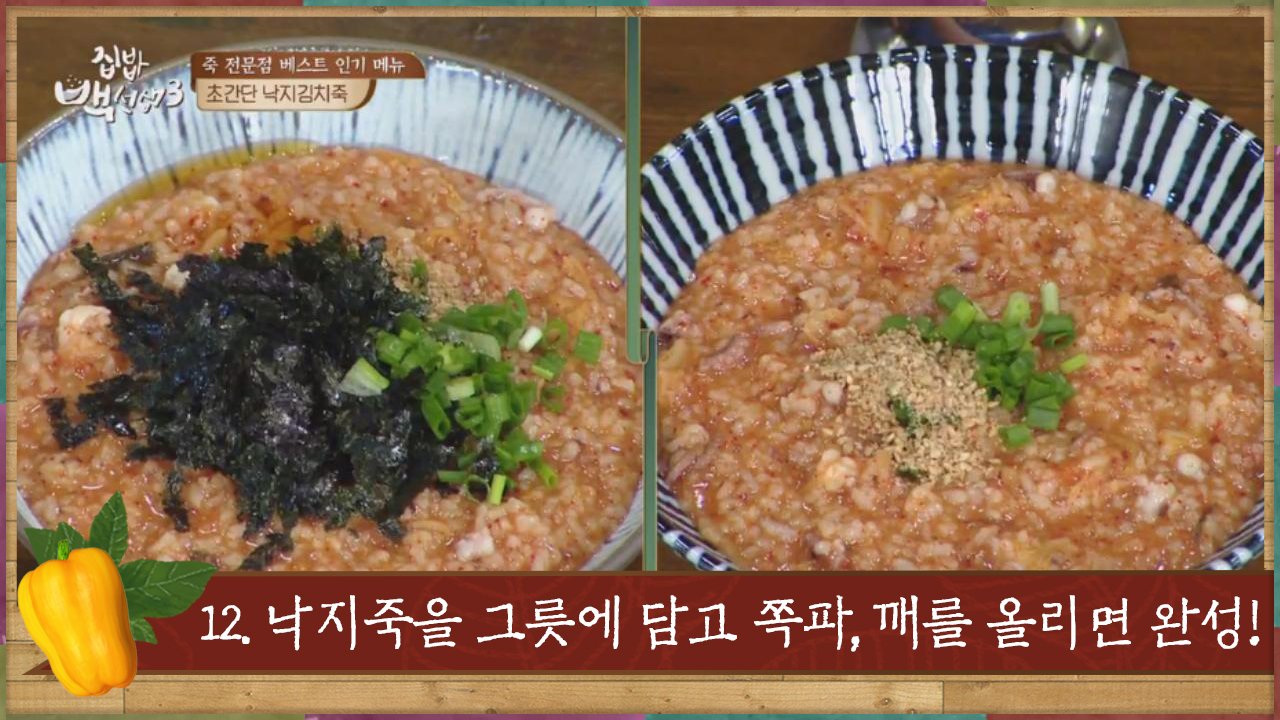 집밥
백선생3
죽 전문점 베스트 인기 메뉴
초간단 낙지김치죽
12. 낙지죽을 그릇에 담고 쪽파, 깨를 올리면 완성!